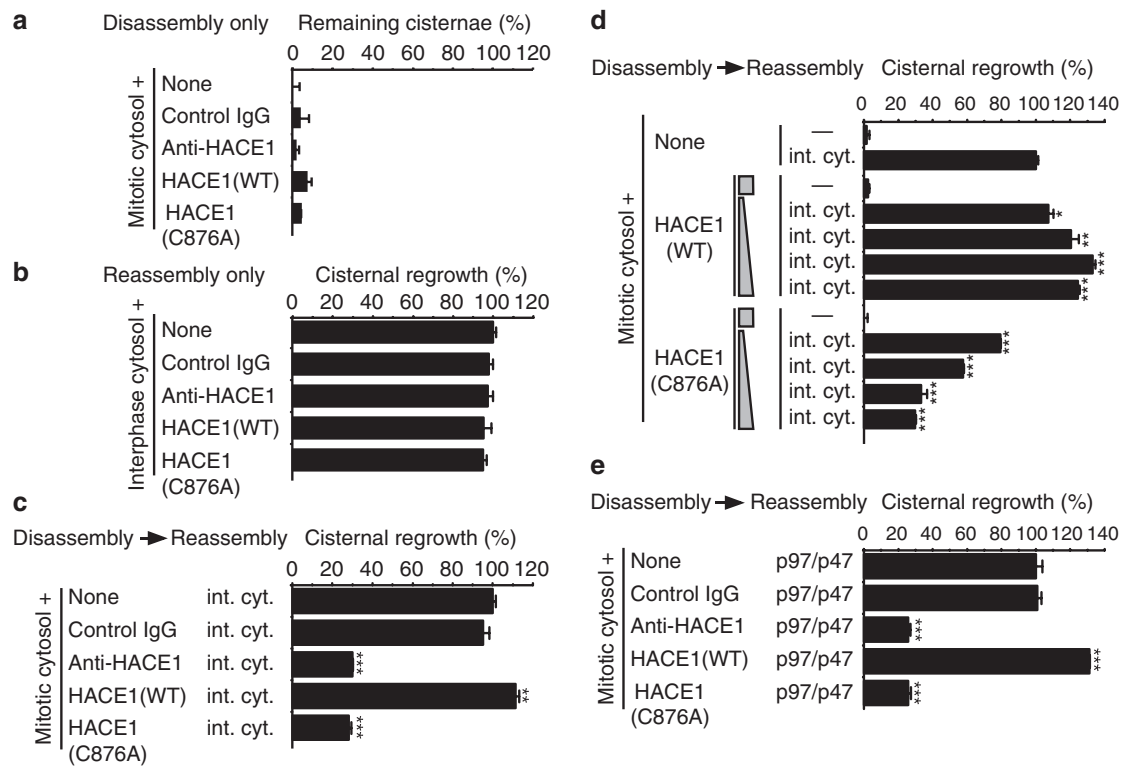 a
Disassembly only Remaining cisternae (%)
0 20 40 60 80 100 120
Mitotic cytosol +
None
Control IgG
Anti-HACE1
HACE1(WT)
HACE1
(C876A)
b
Reassembly only Cisternal regrowth (%)
0 20 40 60 80 100 120
Interphase cytosol +
None
Control IgG
Anti-HACE1
HACE1(WT)
HACE1
(C876A)
c
Disassembly Reassembly Cisternal regrowth (%)
0 20 40 60 80 100 120
Mitotic cytosol +
None int. cyt.
Control IgG int. cyt.
Anti-HACE1 int. cyt. ***
HACE1(WT) int. cyt. **
HACE1 int. cyt. ***
(C876A)
d
Disassembly Reassembly Cisternal regrowth (%)
0 20 40 60 80 100 120 140
Mitotic cytosol +
None
—
int. cyt.
HACE1
(WT)
—
int. cyt. *
int. cyt. **
int. cyt. ***
int. cyt. ***
HACE1
(C876A)
—
int. cyt. ***
int. cyt. ***
int. cyt. ***
int. cyt. ***
e
Disassembly Reassembly Cisternal regrowth (%)
0 20 40 60 80 100 120 140
Mitotic cytosol +
None p97/p47
Control IgG p97/p47
Anti-HACE1 p97/p47 ***
HACE1(WT) p97/p47 ***
HACE1 p97/p47 ***
(C876A)